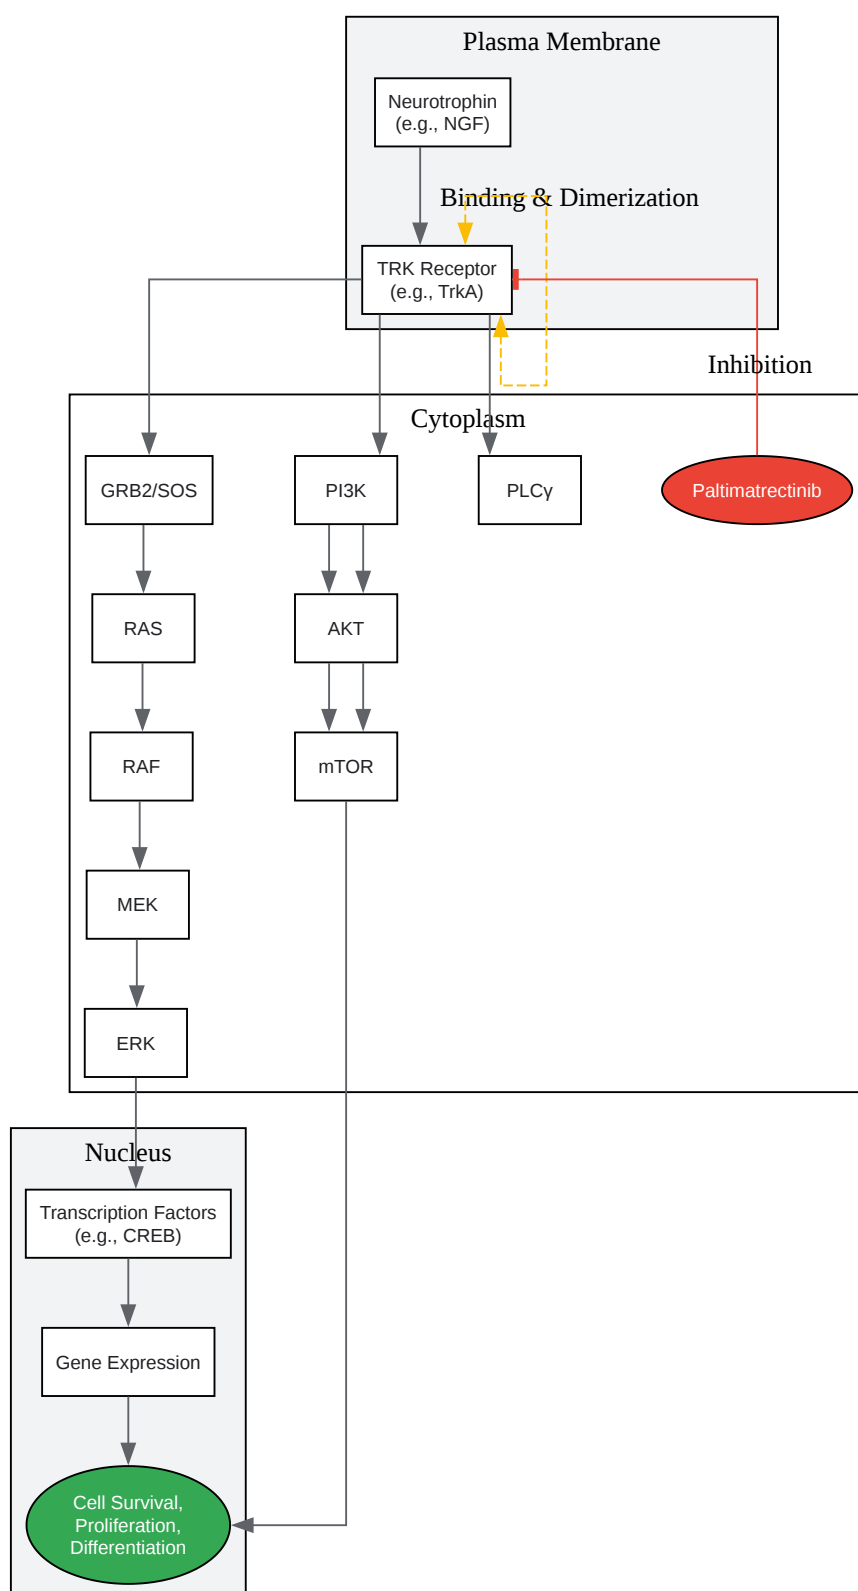 Plasma Membrane
Neurotrophin
(e.g., NGF)
Binding & Dimerization
TRK Receptor
(e.g., TrkA)
Inhibition
Cytoplasm
GRB2/SOS
PI3K
PLCγ
Paltimatrectinib
RAS
AKT
RAF
mTOR
MEK
ERK
Nucleus
Transcription Factors
(e.g., CREB)
Gene Expression
Cell Survival,
Proliferation,
Differentiation